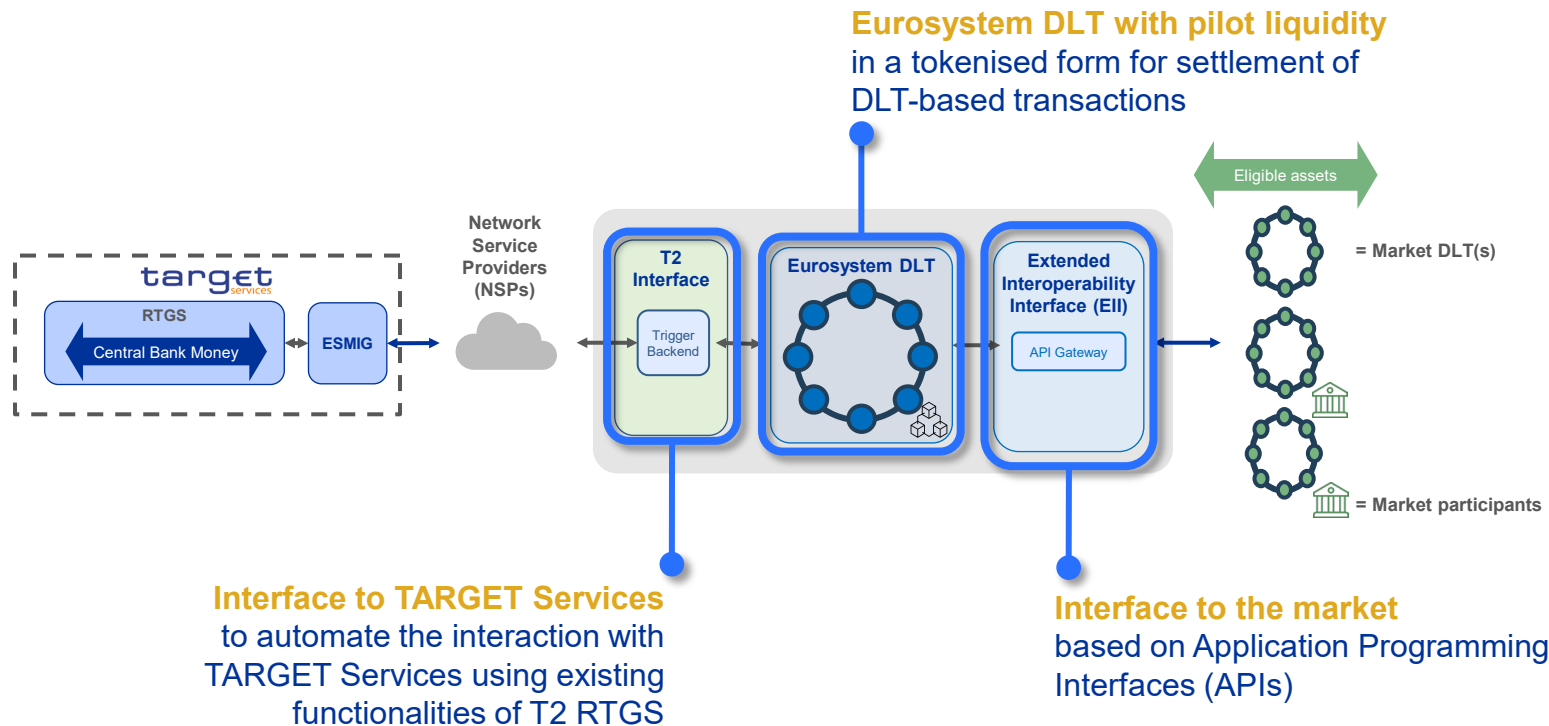 Eurosystem DLT with pilot liquidity
in a tokenised form for settlement of
DLT-based transactions
Eligible assets
= Market DLT(s)
= Market participants
Network
Service
Providers
(NSPs)
target
services
RTGS
Central Bank Money
ESMIG
T2
Interface
Trigger
Backend
Eurosystem DLT
Extended
Interoperability
Interface (EII)
API Gateway
Interface to TARGET Services
to automate the interaction with
TARGET Services using existing
functionalities of T2 RTGS
Interface to the market
based on Application Programming
Interfaces (APIs)